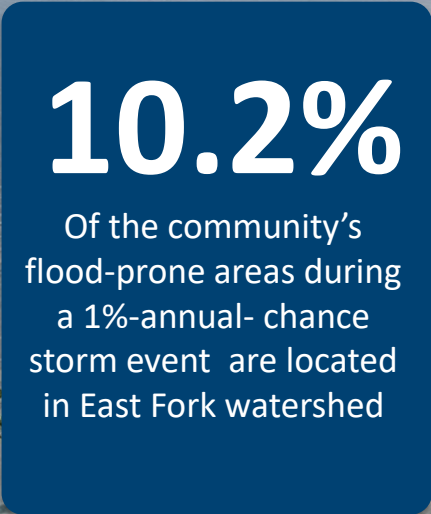 10.2%
Of the community’s
flood-prone areas during
a 1%-annual- chance
storm event  are located
in East Fork watershed